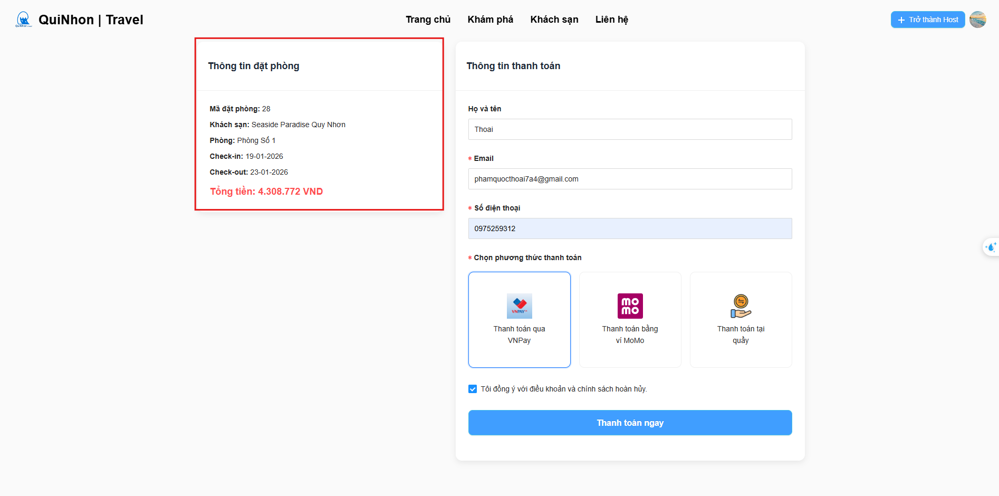 QuiNhon | Travel
Trang chủ
Khám phá
Khách sạn
Liên hệ
+ Trở thành Host
Thông tin đặt phòng
Mã đặt phòng: 28
Khách sạn: Seaside Paradise Quy Nhơn
Phòng: Phòng Số 1
Check-in: 19-01-2026
Check-out: 23-01-2026
Tổng tiền: 4.308.772 VND
Thông tin thanh toán
Họ và tên
Thoai
* Email
phamquocthoai7a4@gmail.com
* Số điện thoại
0975259312
* Chọn phương thức thanh toán
VNPAY
Thanh toán qua
VNPay
mo
mo
Thanh toán bằng
ví MoMo
Thanh toán tại
quầy
Tôi đồng ý với điều khoản và chính sách hoàn hủy.
Thanh toán ngay